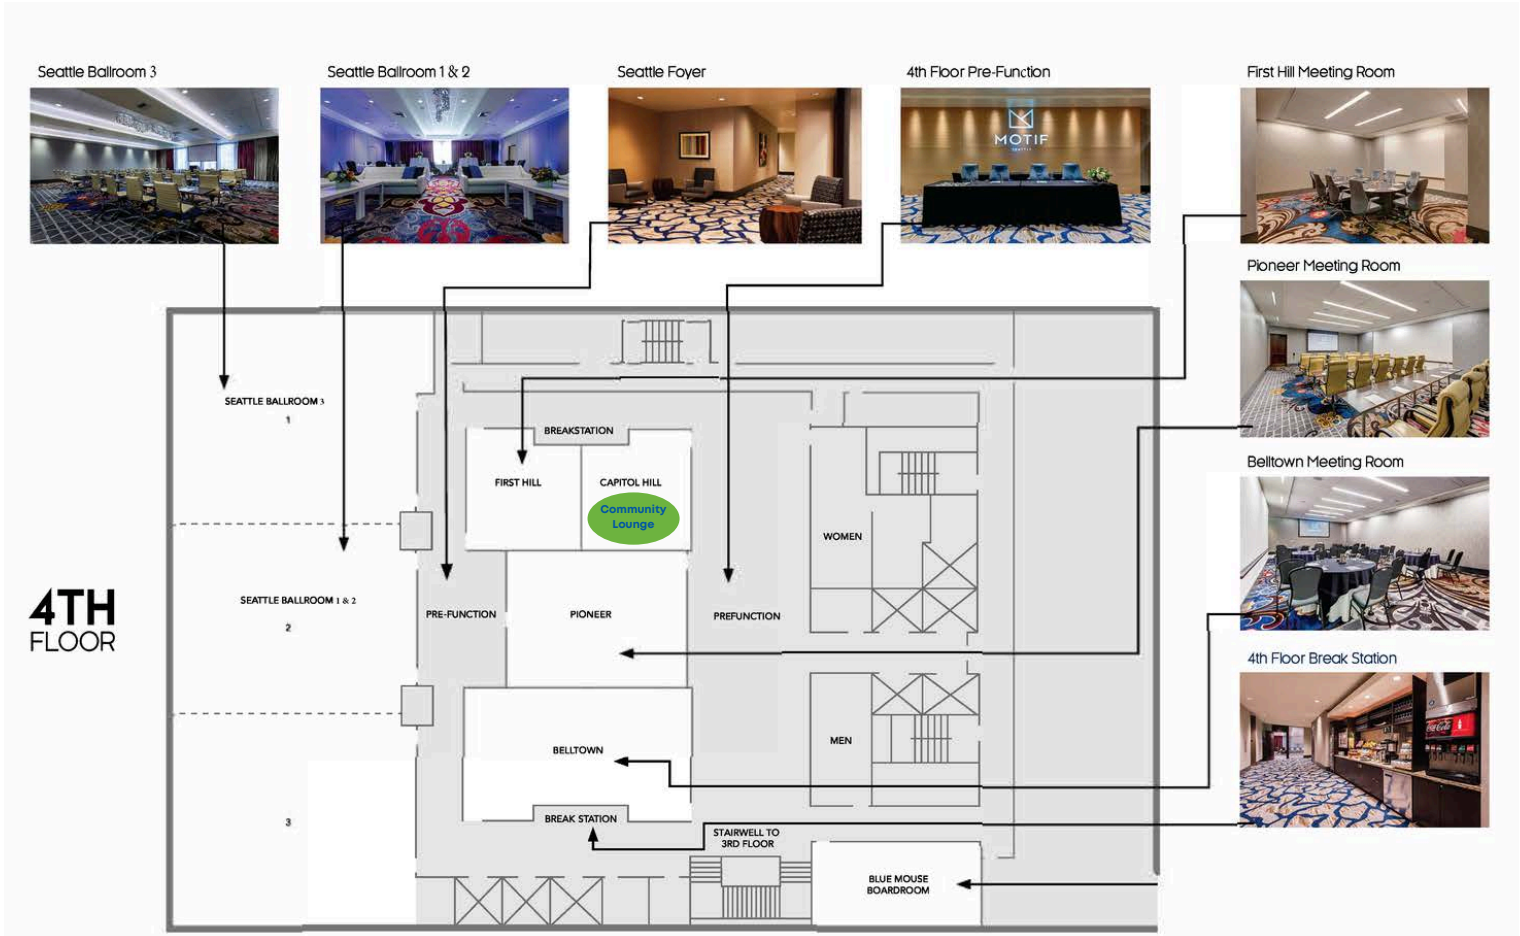 Seattle Ballroom 3
Seattle Ballroom 1 & 2
Seattle Foyer
4th Floor Pre-Function
First Hill Meeting Room
MOTIF
SEATTLE
Pioneer Meeting Room
SEATTLE BALLROOM 3
1
BREAKSTATION
Belltown Meeting Room
FIRST HILL
CAPITOL HILL
Community
Lounge
WOMEN
4TH
FLOOR
SEATTLE BALLROOM 1 & 2
2
PRE-FUNCTION
PIONEER
PREFUNCTION
4th Floor Break Station
Coca-Cola
BELLTOWN
MEN
3
BREAK STATION
STAIRWELL TO
3RD FLOOR
BLUE MOUSE
BOARDROOM